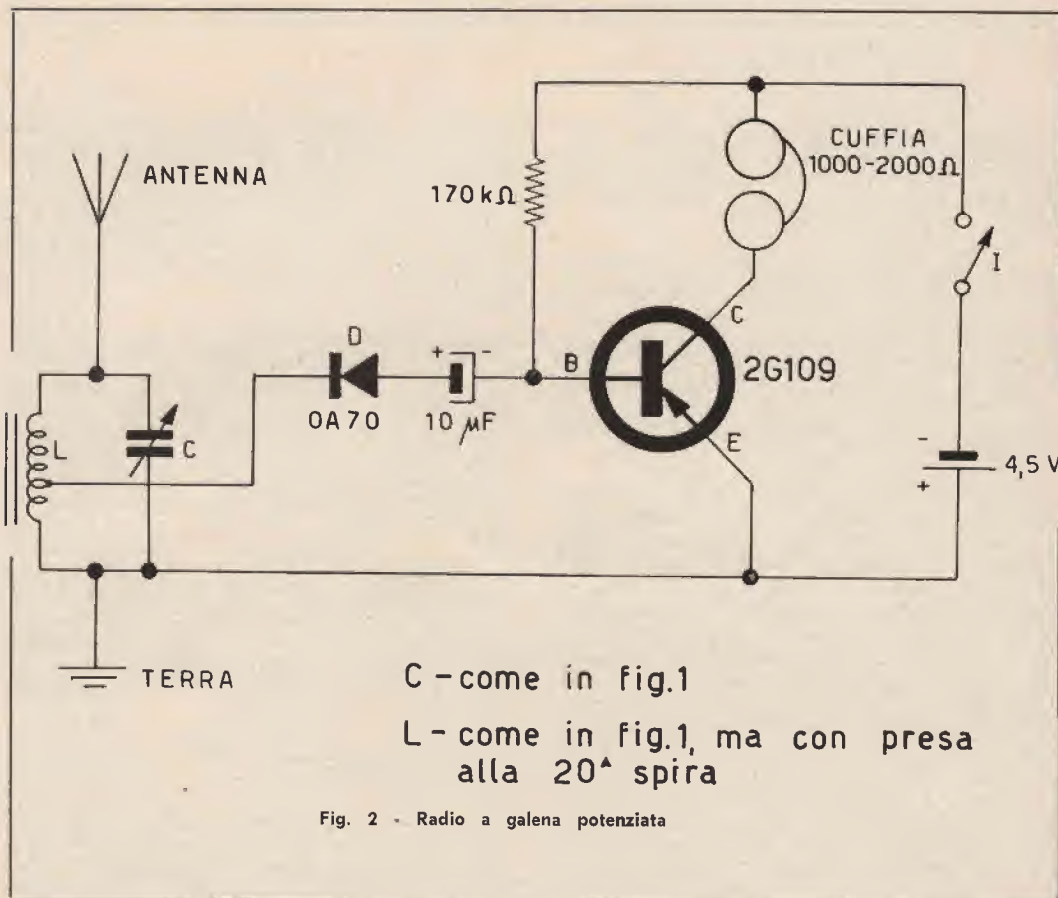 ANTENNA
CUFFIA
1000-2000Ω
170kΩ
I
D
C
B
2G109
L
C
+ -
0A70
10 μF
E
-
4,5 V
+
TERRA
C - come in fig.1
L - come in fig.1, ma con presa
alla 20ᴬ spira
Fig. 2 - Radio a galena potenziata